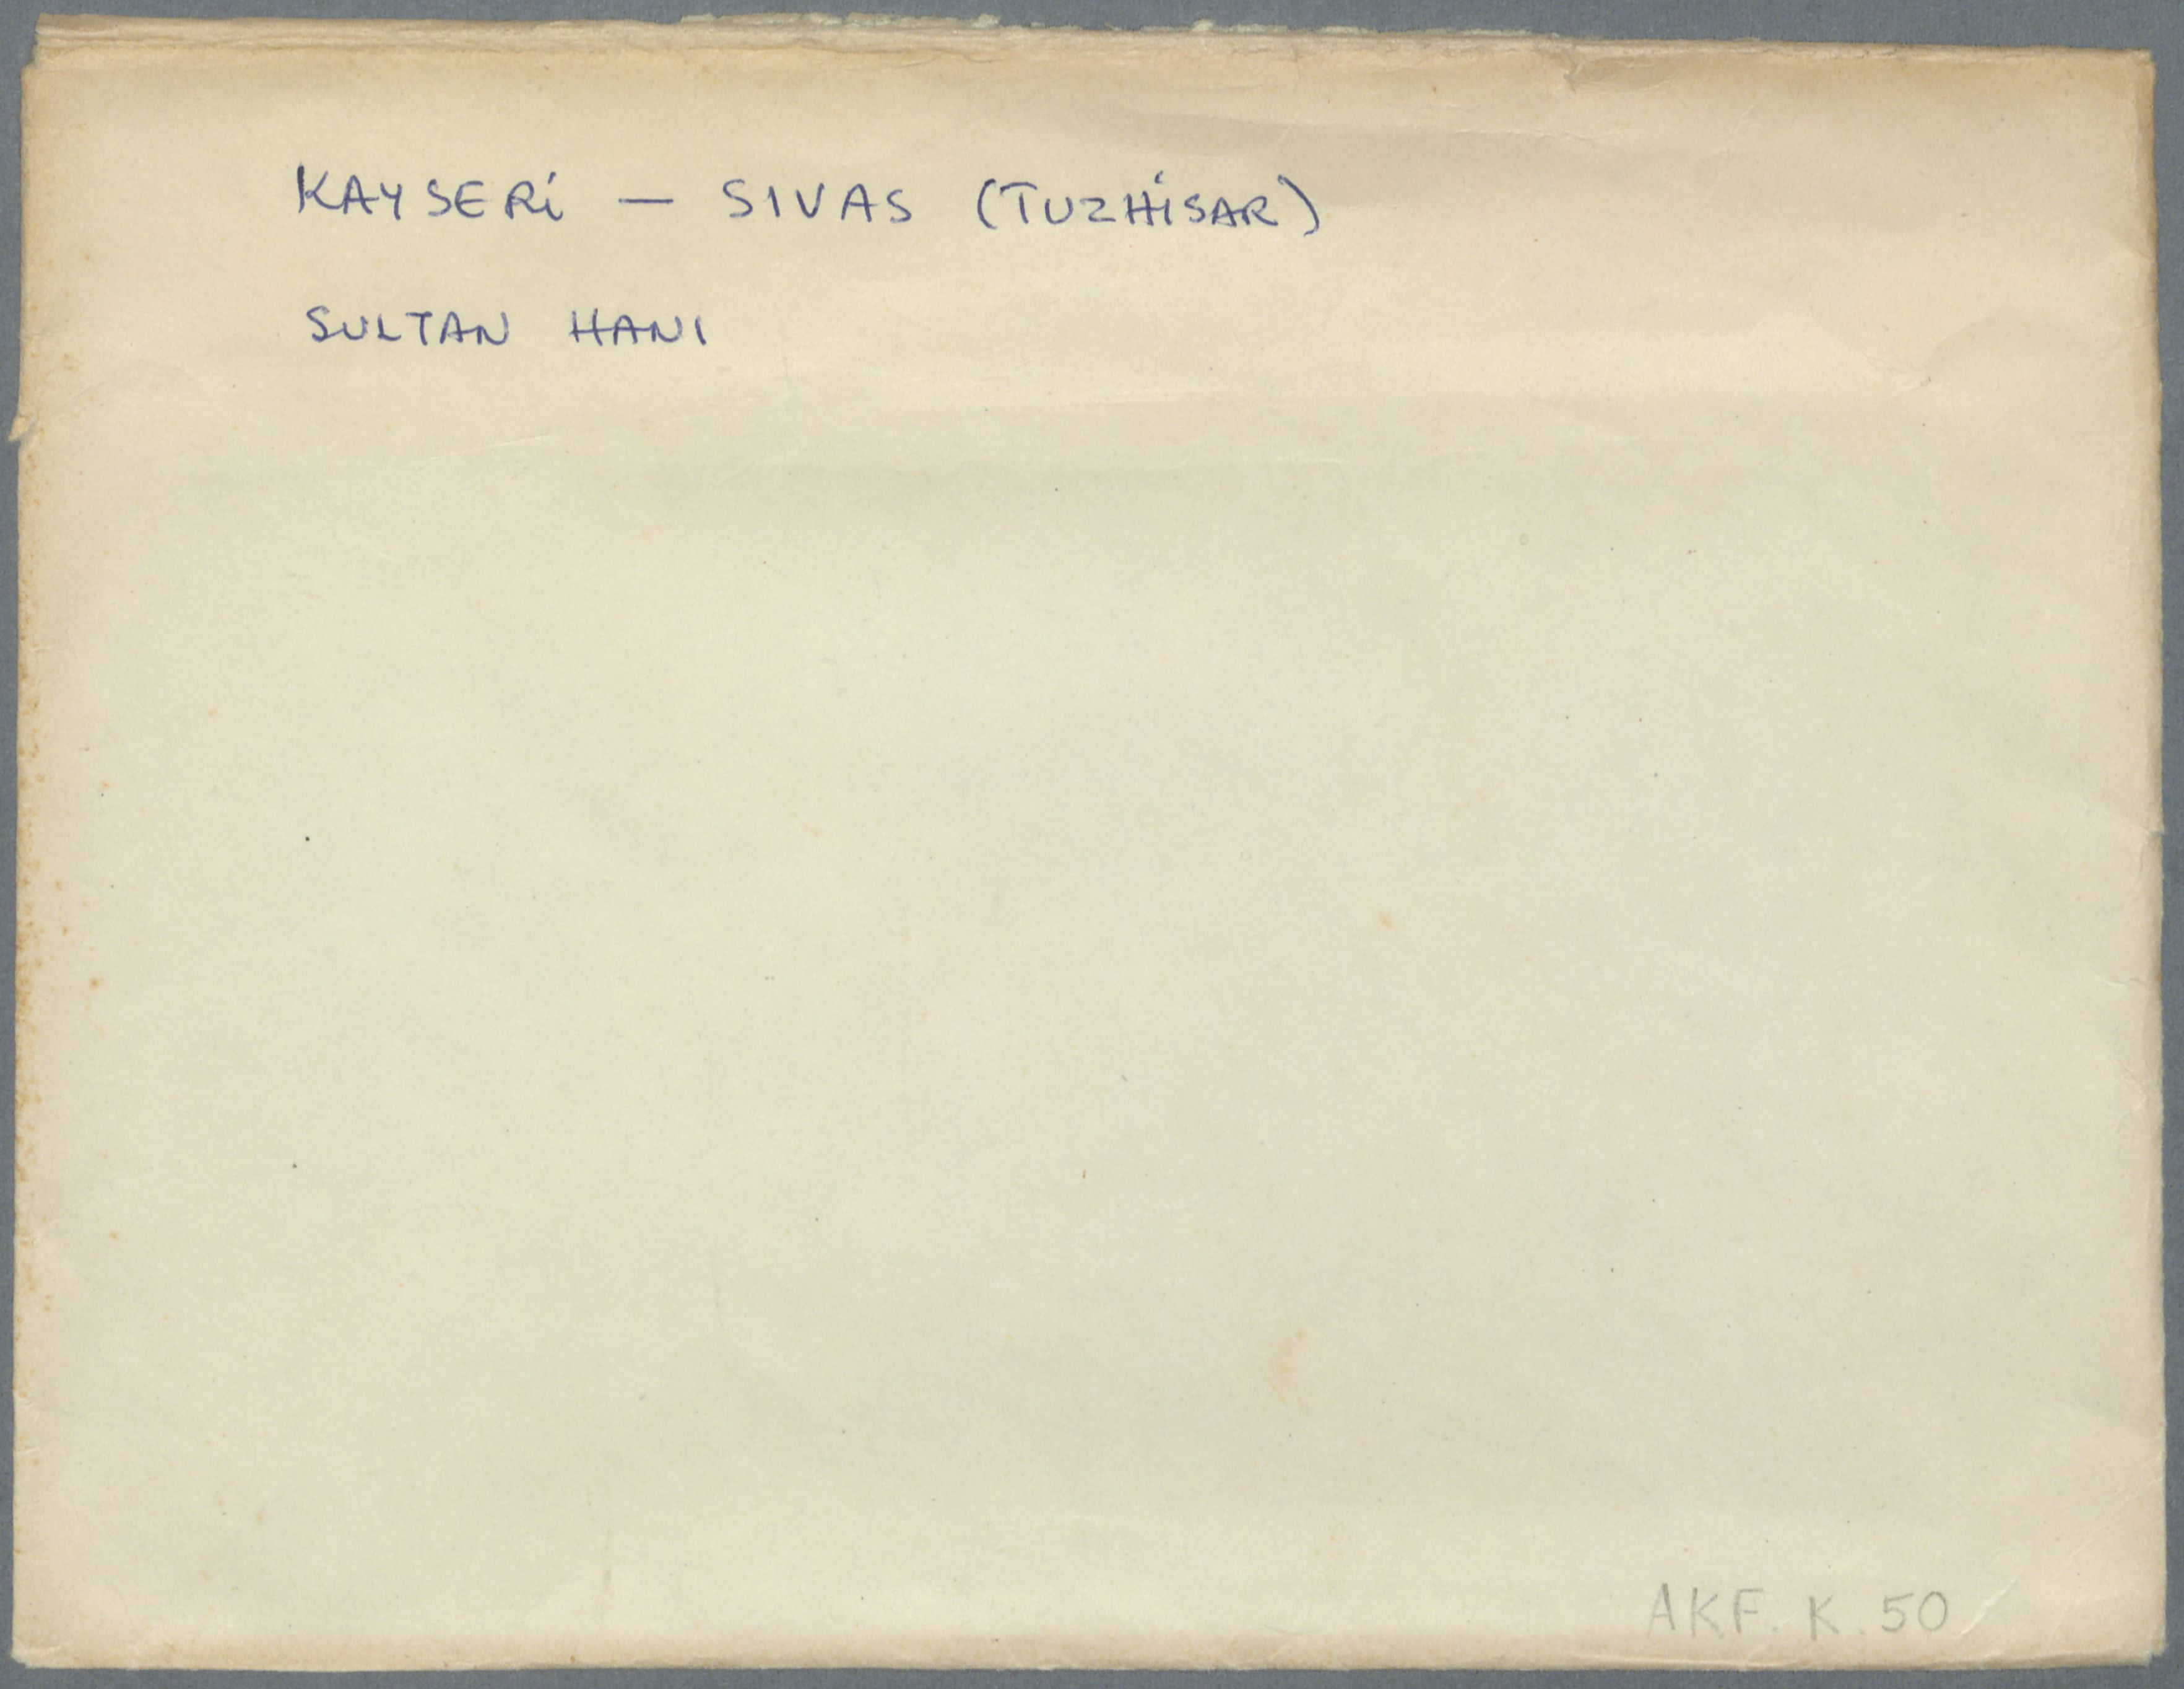 KAYSERİ — SIVAS (TUZHİSAR)
SULTAN HANI
AKF. K. 50